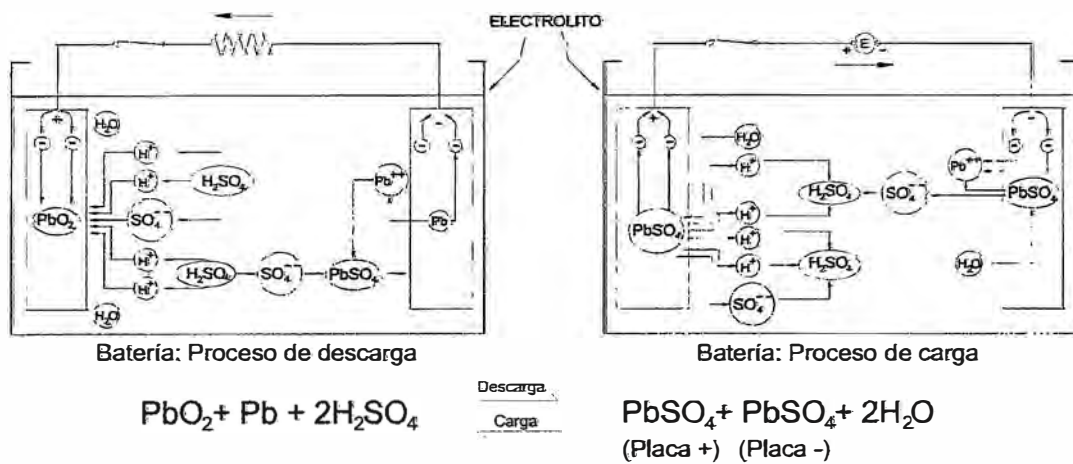 ELECTROLITO
E
+ -
+ -
H₂O
H⁺
H⁺
H₂SO₄
PbO₂
SO₄⁻⁻
H⁺
H₂SO₄
SO₄⁻⁻
PbSO₄
H⁺
H₂O
Pb⁺⁺
Pb
+ -
H₂O
H⁺
H₂SO₄
SO₄⁻⁻
Pb⁺⁺
PbSO₄
H⁺
PbSO₄
H⁺
H⁺
H₂SO₄
H₂O
SO₄⁻⁻
Batería: Proceso de descarga
Batería: Proceso de carga
PbO₂+ Pb + 2H₂SO₄
Descarga
Carga
PbSO₄+ PbSO₄+ 2H₂O
(Placa +) (Placa -)